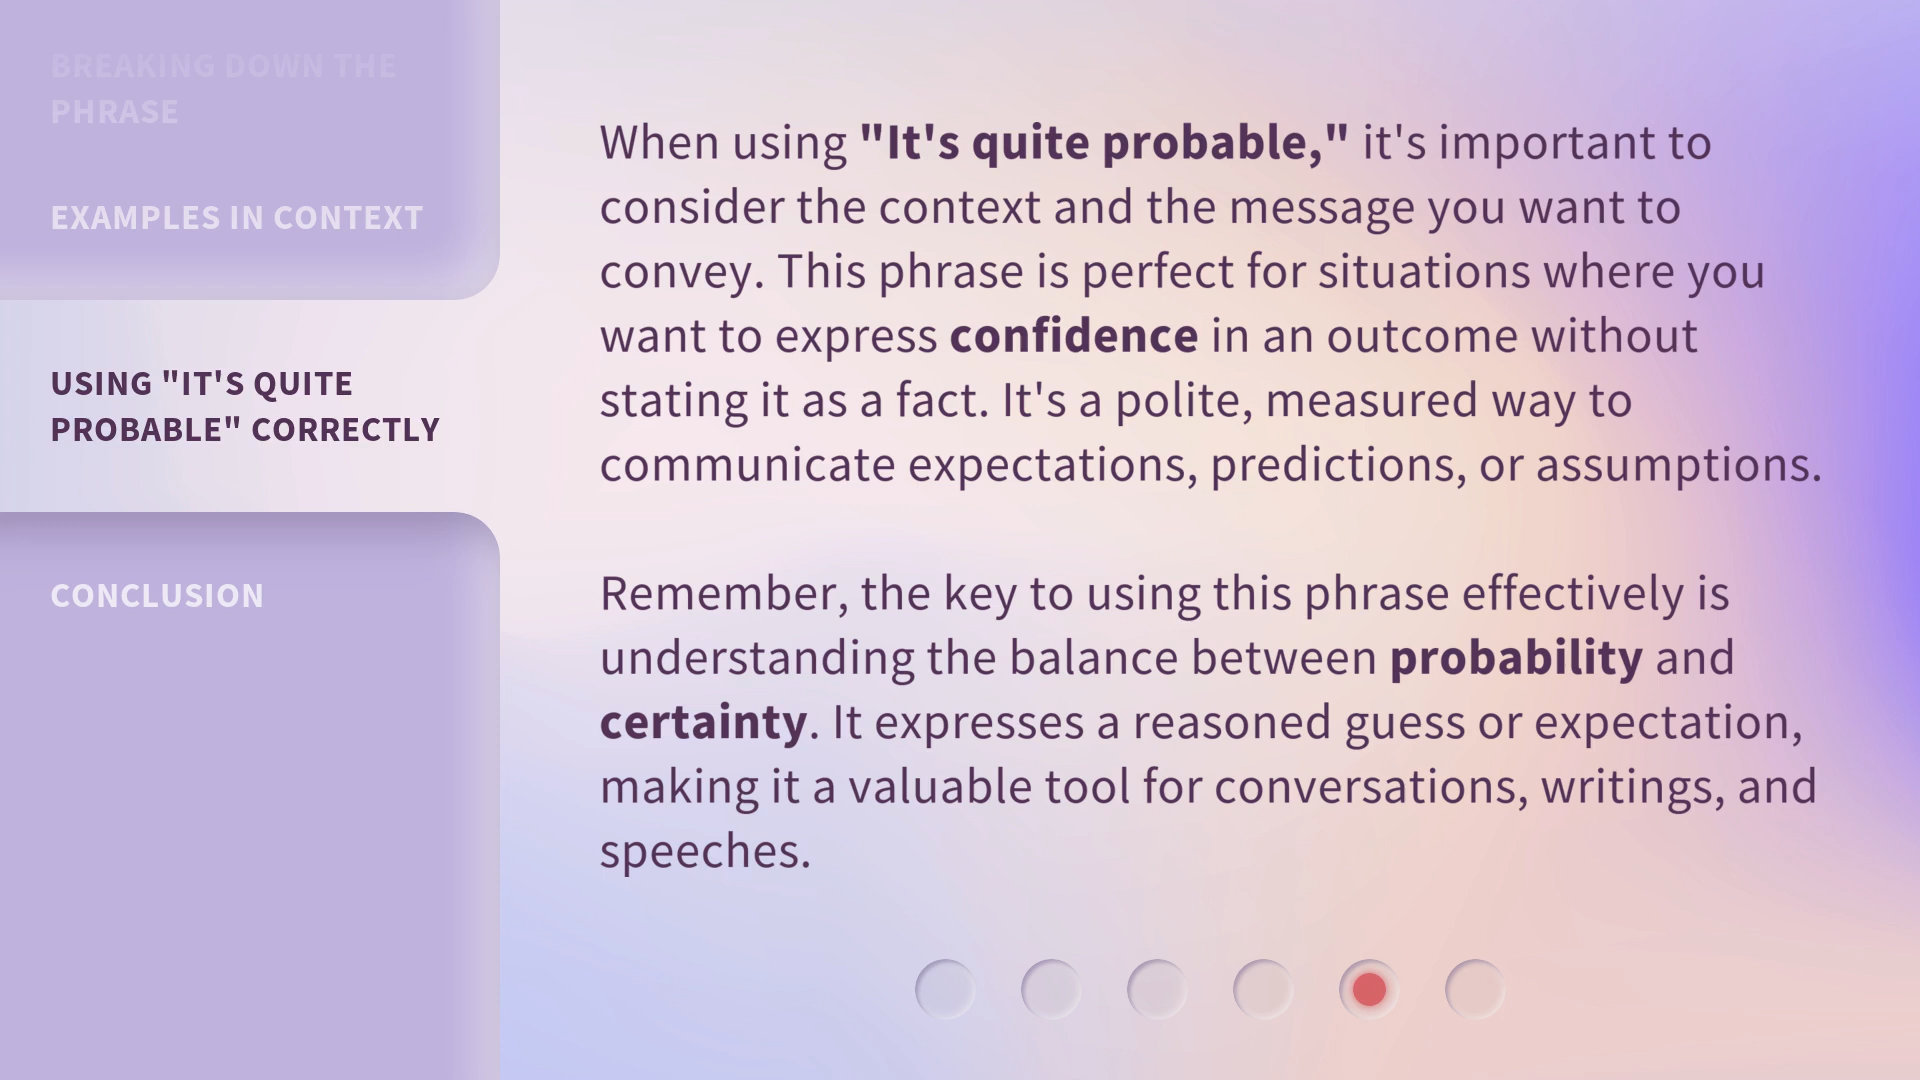 BREAKING DOWN THE
PHRASE
EXAMPLES IN CONTEXT
USING "IT'S QUITE
PROBABLE" CORRECTLY
CONCLUSION
When using "It's quite probable," it's important to
consider the context and the message you want to
convey. This phrase is perfect for situations where you
want to express confidence in an outcome without
stating it as a fact. It's a polite, measured way to
communicate expectations, predictions, or assumptions.
Remember, the key to using this phrase effectively is
understanding the balance between probability and
certainty. It expresses a reasoned guess or expectation,
making it a valuable tool for conversations, writings, and
speeches.